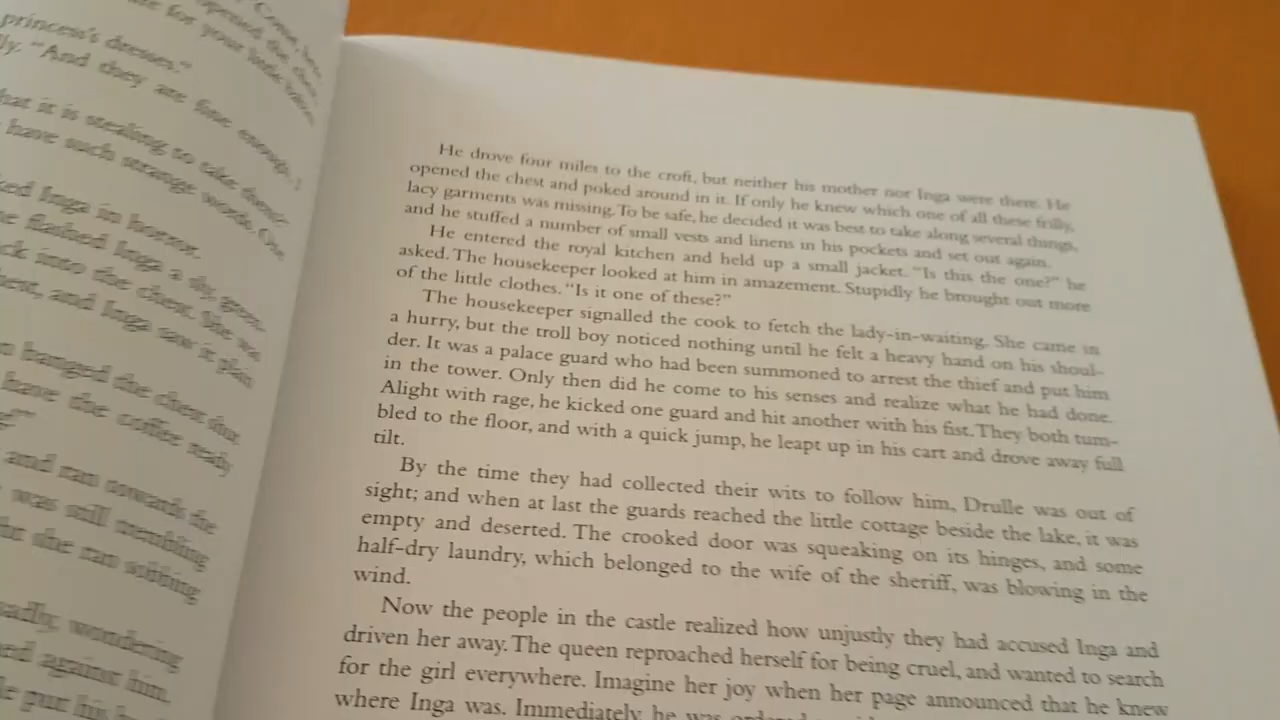 Come,
opened the
for your
princess's dresses."
"And they are fine enough, I
that it is stealing to take them?"
have such strange words. One
Inga in horror.
flashed Inga a sly, green-
into the chest. She was
and Inga saw it plain
banged the chest shut
have the coffee ready
and ran towards the
was still trembling
she ran sobbing
wondering
against him.
put his
He drove four miles to the croft, but neither his mother nor Inga were there. He
opened the chest and poked around in it. If only he knew which one of all these frilly,
lacy garments was missing. To be safe, he decided it was best to take along several things,
and he stuffed a number of small vests and linens in his pockets and set out again.
He entered the royal kitchen and held up a small jacket. "Is this the one?" he
asked. The housekeeper looked at him in amazement. Stupidly he brought out more
of the little clothes. "Is it one of these?"
The housekeeper signalled the cook to fetch the lady-in-waiting. She came in
a hurry, but the troll boy noticed nothing until he felt a heavy hand on his shoul-
der. It was a palace guard who had been summoned to arrest the thief and put him
in the tower. Only then did he come to his senses and realize what he had done.
Alight with rage, he kicked one guard and hit another with his fist. They both tum-
bled to the floor, and with a quick jump, he leapt up in his cart and drove away full
tilt.
By the time they had collected their wits to follow him, Drulle was out of
sight; and when at last the guards reached the little cottage beside the lake, it was
empty and deserted. The crooked door was squeaking on its hinges, and some
half-dry laundry, which belonged to the wife of the sheriff, was blowing in the
wind.
Now the people in the castle realized how unjustly they had accused Inga and
driven her away. The queen reproached herself for being cruel, and wanted to search
for the girl everywhere. Imagine her joy when her page announced that he knew
where Inga was. Immediately he was ordered